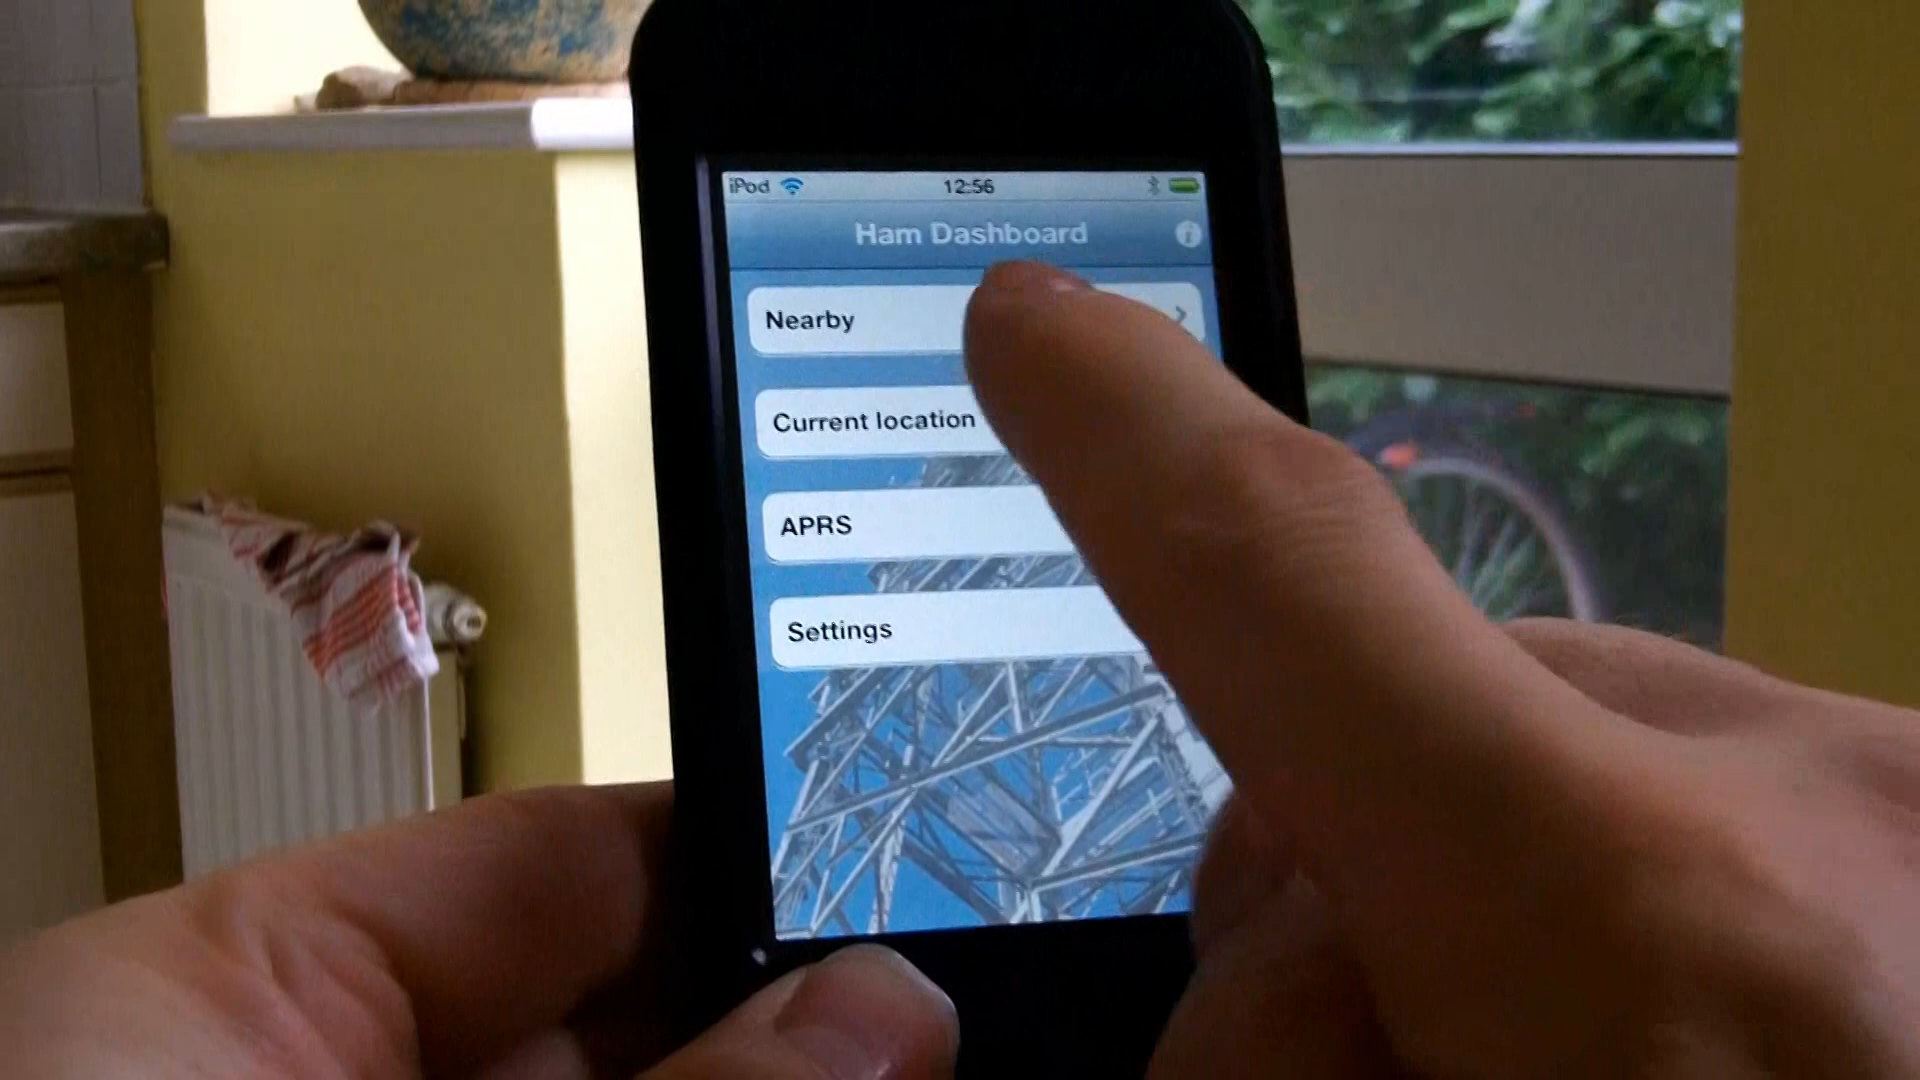 iPod 12:56
Ham Dashboard
Nearby
Current location
APRS
Settings